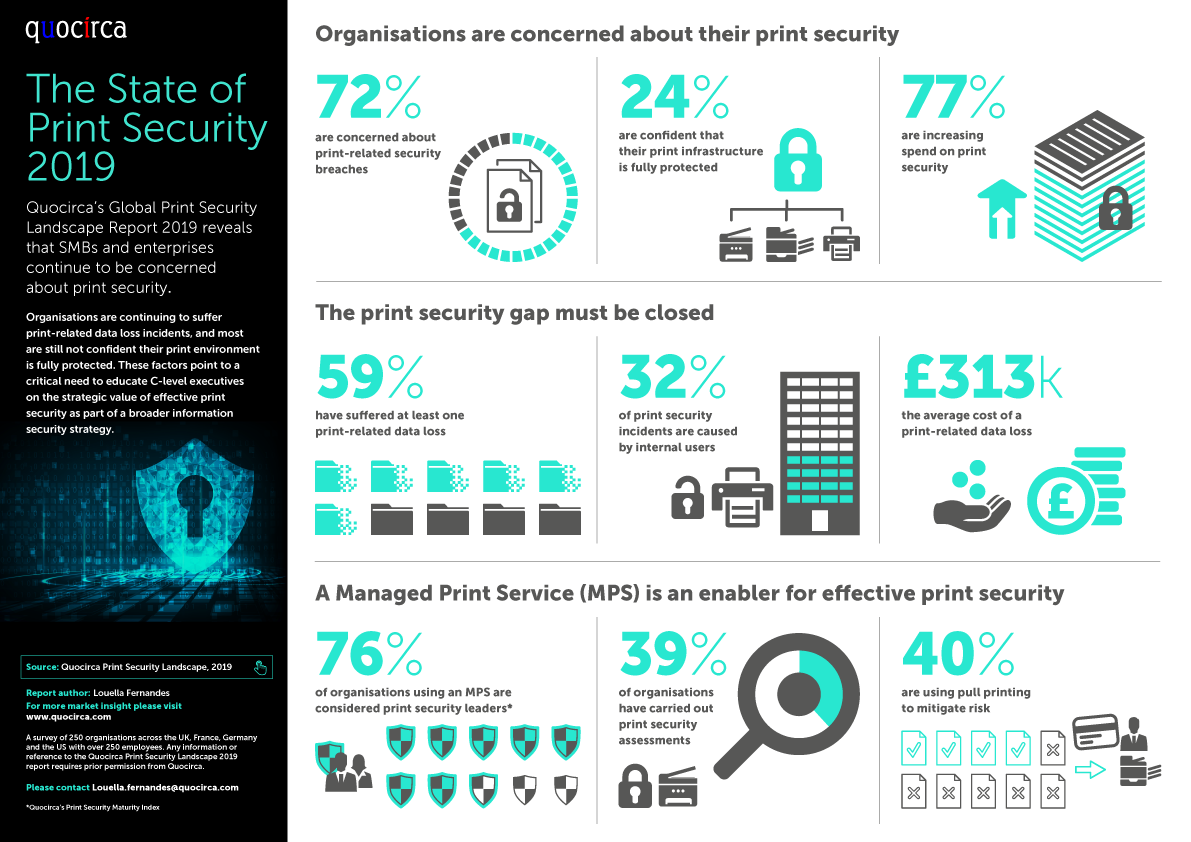 quocirca
The State of
Print Security
2019
Quocirca's Global Print Security
Landscape Report 2019 reveals
that SMBs and enterprises
continue to be concerned
about print security.
Organisations are continuing to suffer
print-related data loss incidents, and most
are still not confident their print environment
is fully protected. These factors point to a
critical need to educate C-level executives
on the strategic value of effective print
security as part of a broader information
security strategy.
Source: Quocirca Print Security Landscape, 2019
Report author: Louella Fernandes
For more market insight please visit
www.quocirca.com
A survey of 250 organisations across the UK, France, Germany
and the US with over 250 employees. Any information or
reference to the Quocirca Print Security Landscape 2019
report requires prior permission from Quocirca.
Please contact Louella.fernandes@quocirca.com
*Quocirca's Print Security Maturity Index
Organisations are concerned about their print security
72%
are concerned about
print-related security
breaches
24%
are confident that
their print infrastructure
is fully protected
77%
are increasing
spend on print
security
The print security gap must be closed
59%
have suffered at least one
print-related data loss
32%
of print security
incidents are caused
by internal users
£313k
the average cost of a
print-related data loss
£
A Managed Print Service (MPS) is an enabler for effective print security
76%
of organisations using an MPS are
considered print security leaders*
39%
of organisations
have carried out
print security
assessments
40%
are using pull printing
to mitigate risk